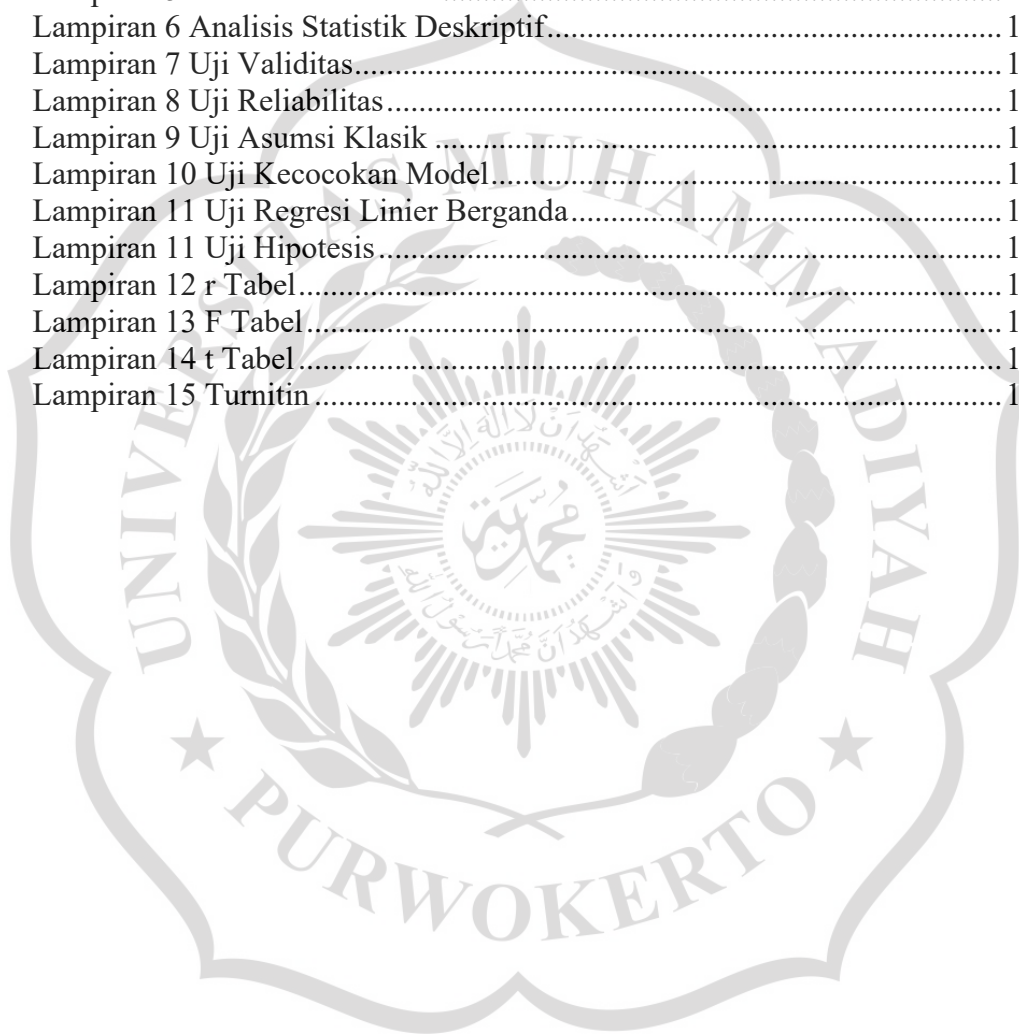 Lampiran 6 Analisis Statistik Deskriptif........................................................ 1
Lampiran 7 Uji Validitas................................................................................ 1
Lampiran 8 Uji Reliabilitas............................................................................ 1
Lampiran 9 Uji Asumsi Klasik ...................................................................... 1
Lampiran 10 Uji Kecocokan Model............................................................... 1
Lampiran 11 Uji Regresi Linier Berganda..................................................... 1
Lampiran 11 Uji Hipotesis............................................................................. 1
Lampiran 12 r Tabel....................................................................................... 1
Lampiran 13 F Tabel...................................................................................... 1
Lampiran 14 t Tabel....................................................................................... 1
Lampiran 15 Turnitin ..................................................................................... 1
UNIVERSITAS MUHAMMADIYAH
PURWOKERTO